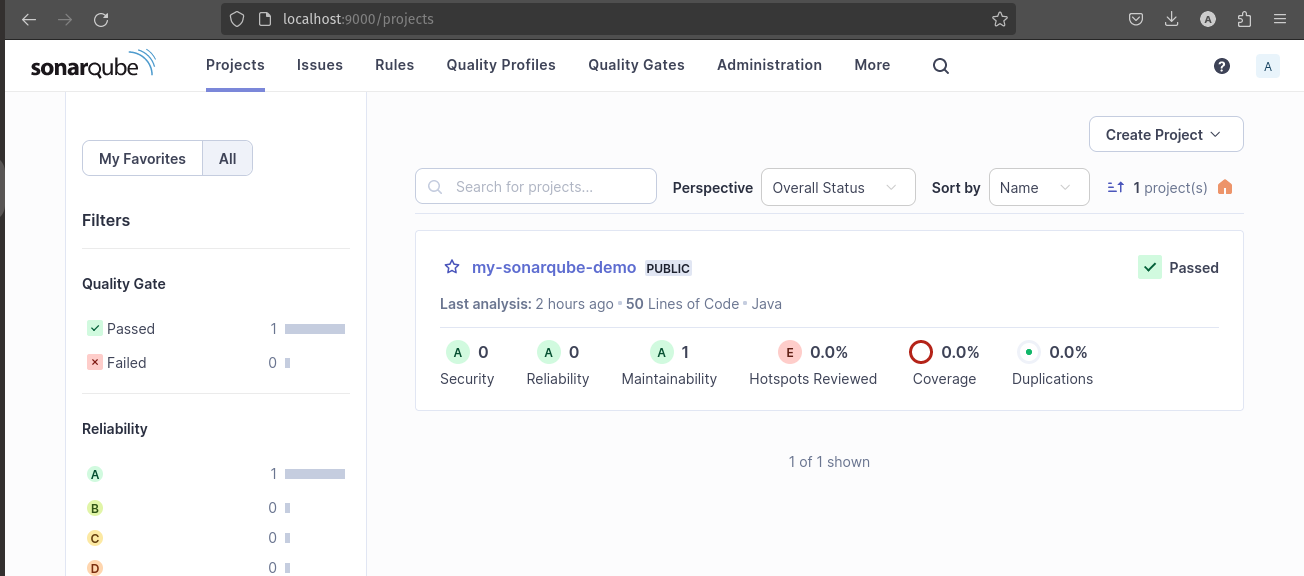 localhost:9000/projects
A
sonarqube
Projects Issues Rules Quality Profiles Quality Gates Administration More ? A
My Favorites All
Create Project
Search for projects... Perspective Overall Status Sort by Name 1 project(s)
Filters
Quality Gate
Passed 1
Failed 0
Reliability
A 1
B 0
C 0
D 0
my-sonarqube-demo PUBLIC Passed
Last analysis: 2 hours ago • 50 Lines of Code • Java
A 0 A 0 A 1 E 0.0% 0.0% 0.0%
Security Reliability Maintainability Hotspots Reviewed Coverage Duplications
1 of 1 shown